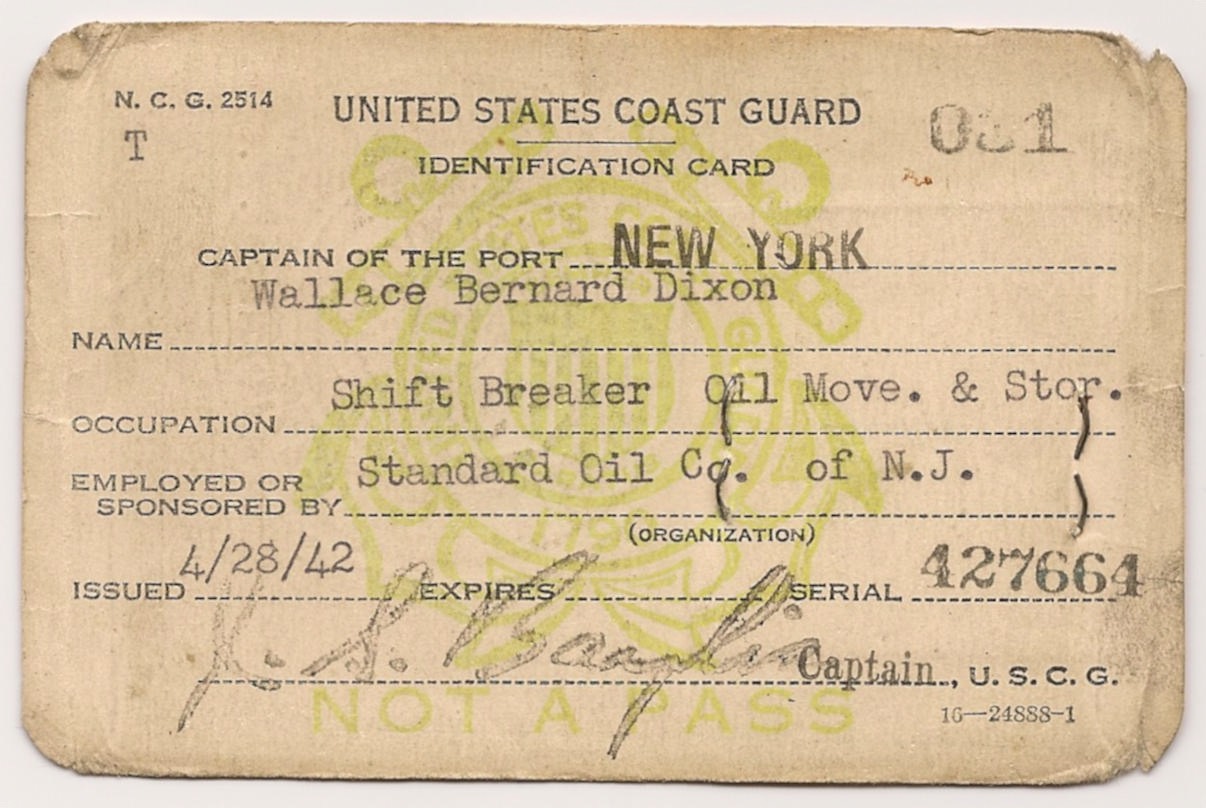 N. C. G. 2514
T
UNITED STATES COAST GUARD
IDENTIFICATION CARD
CAPTAIN OF THE PORT NEW YORK
Wallace Bernard Dixon
NAME
Shift Breaker Oil Move. & Stor.
OCCUPATION
EMPLOYED OR Standard Oil Co. of N.J.
SPONSORED BY
(ORGANIZATION)
ISSUED 4/28/42 EXPIRES SERIAL 427664
Captain, U. S. C. G.
NOT A PASS
16—24888-1
1790